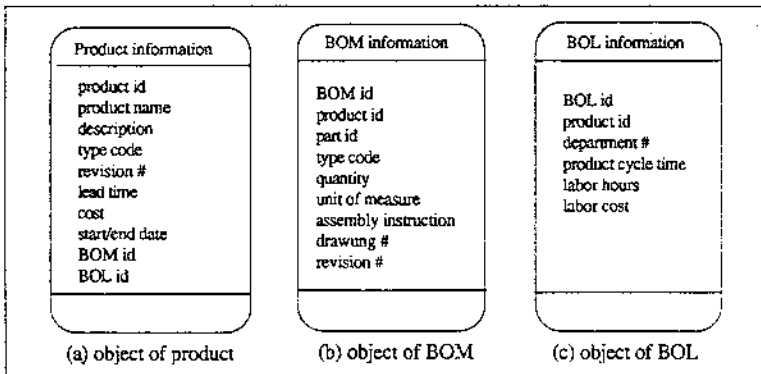 Product information
product id
product name
description
type code
revision #
lead time
cost
start/end date
BOM id
BOL id
(a) object of product
BOM information
BOM id
product id
part id
type code
quantity
unit of measure
assembly instruction
drawung #
revision #
(b) object of BOM
BOL information
BOL id
product id
department #
product cycle time
labor hours
labor cost
(c) object of BOL